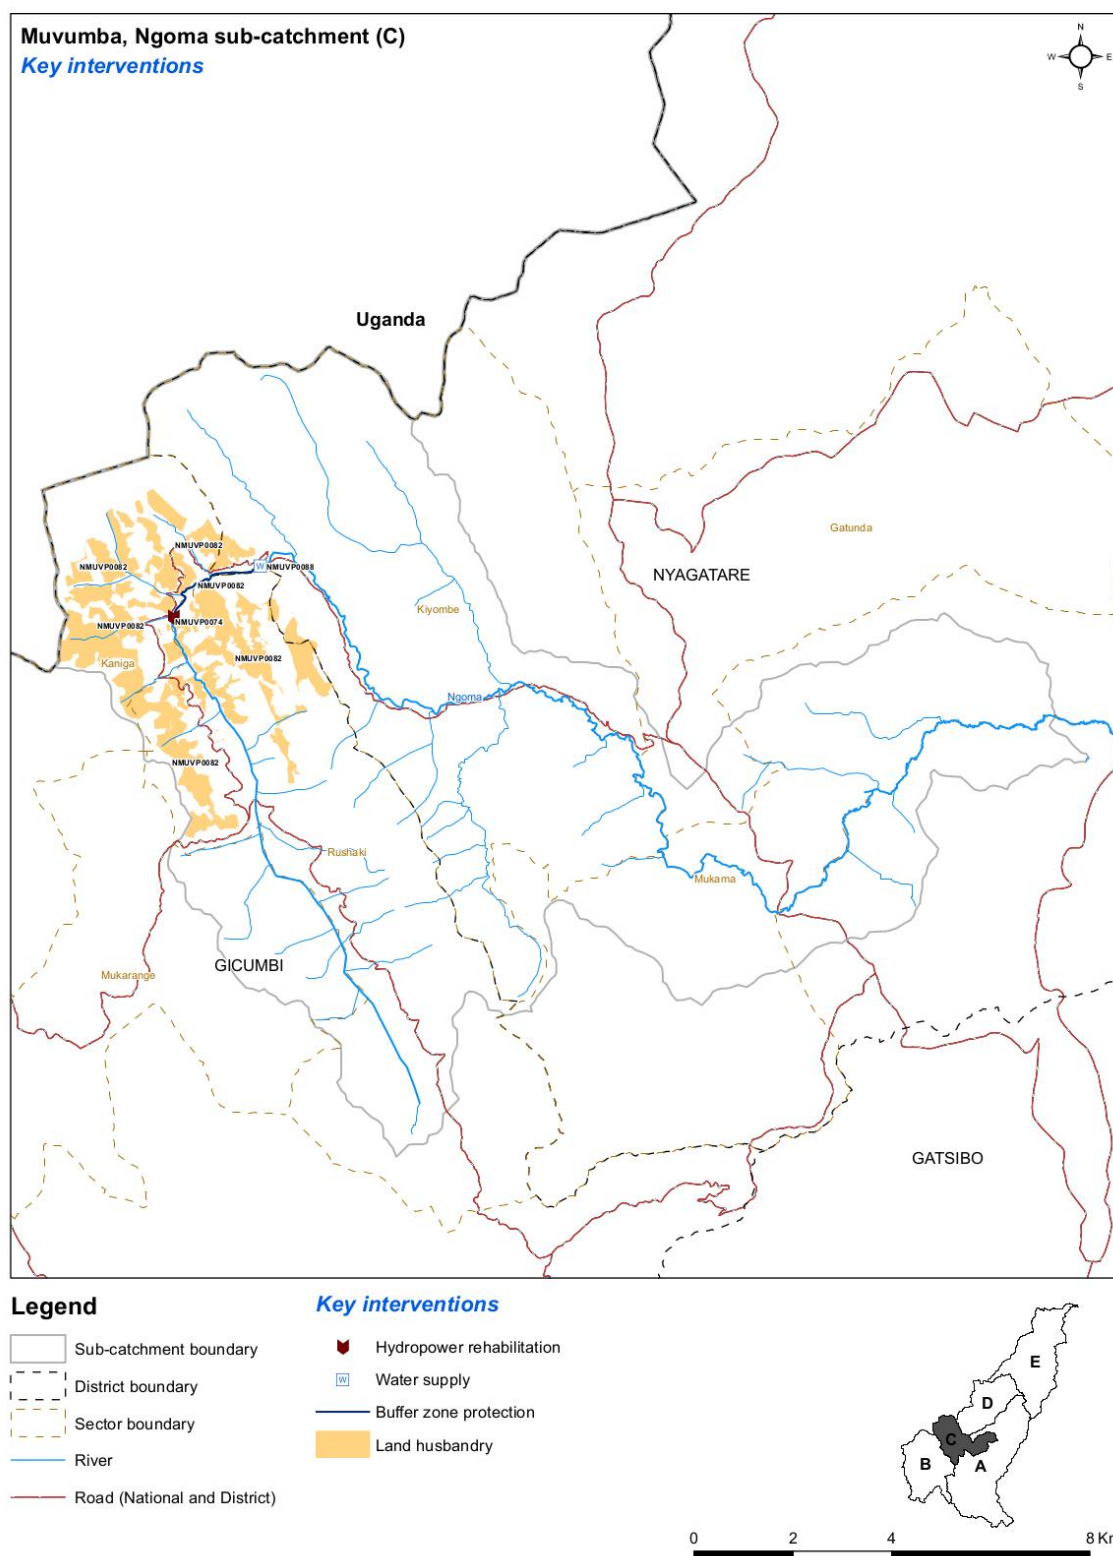 Muvumba, Ngoma sub-catchment (C)
Key interventions
N
W
E
S
Uganda
Gatunda
NMUVP0082
NMUVP0082
NMUVP0088
NYAGATARE
NMUVP0082
Kiyombe
NMUVP0082
NMUVP0074
Kaniga
NMUVP0082
Ngoma
NMUVP0082
Rushaki
Mukama
GICUMBI
Mukarange
GATSIBO
Legend
Sub-catchment boundary
District boundary
Sector boundary
River
Road (National and District)
Key interventions
Hydropower rehabilitation
W
Water supply
Buffer zone protection
Land husbandry
E
D
C
B
A
0 2 4 8